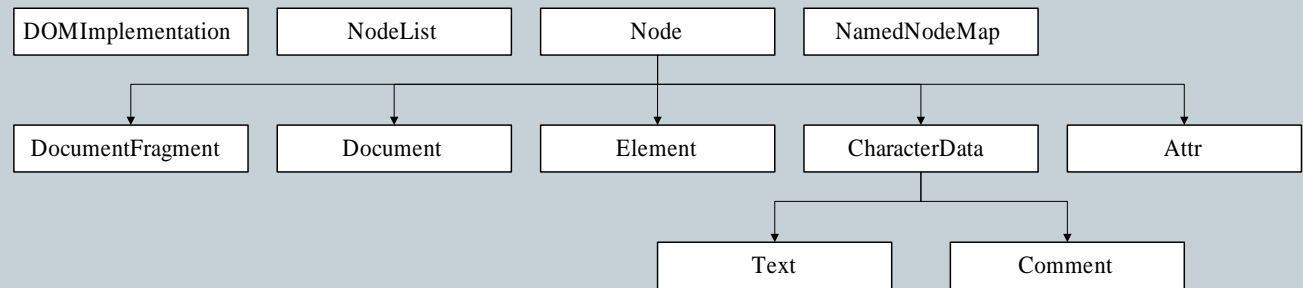 DOMImplementation
NodeList
Node
NamedNodeMap
DocumentFragment
Document
Element
CharacterData
Attr
Text
Comment